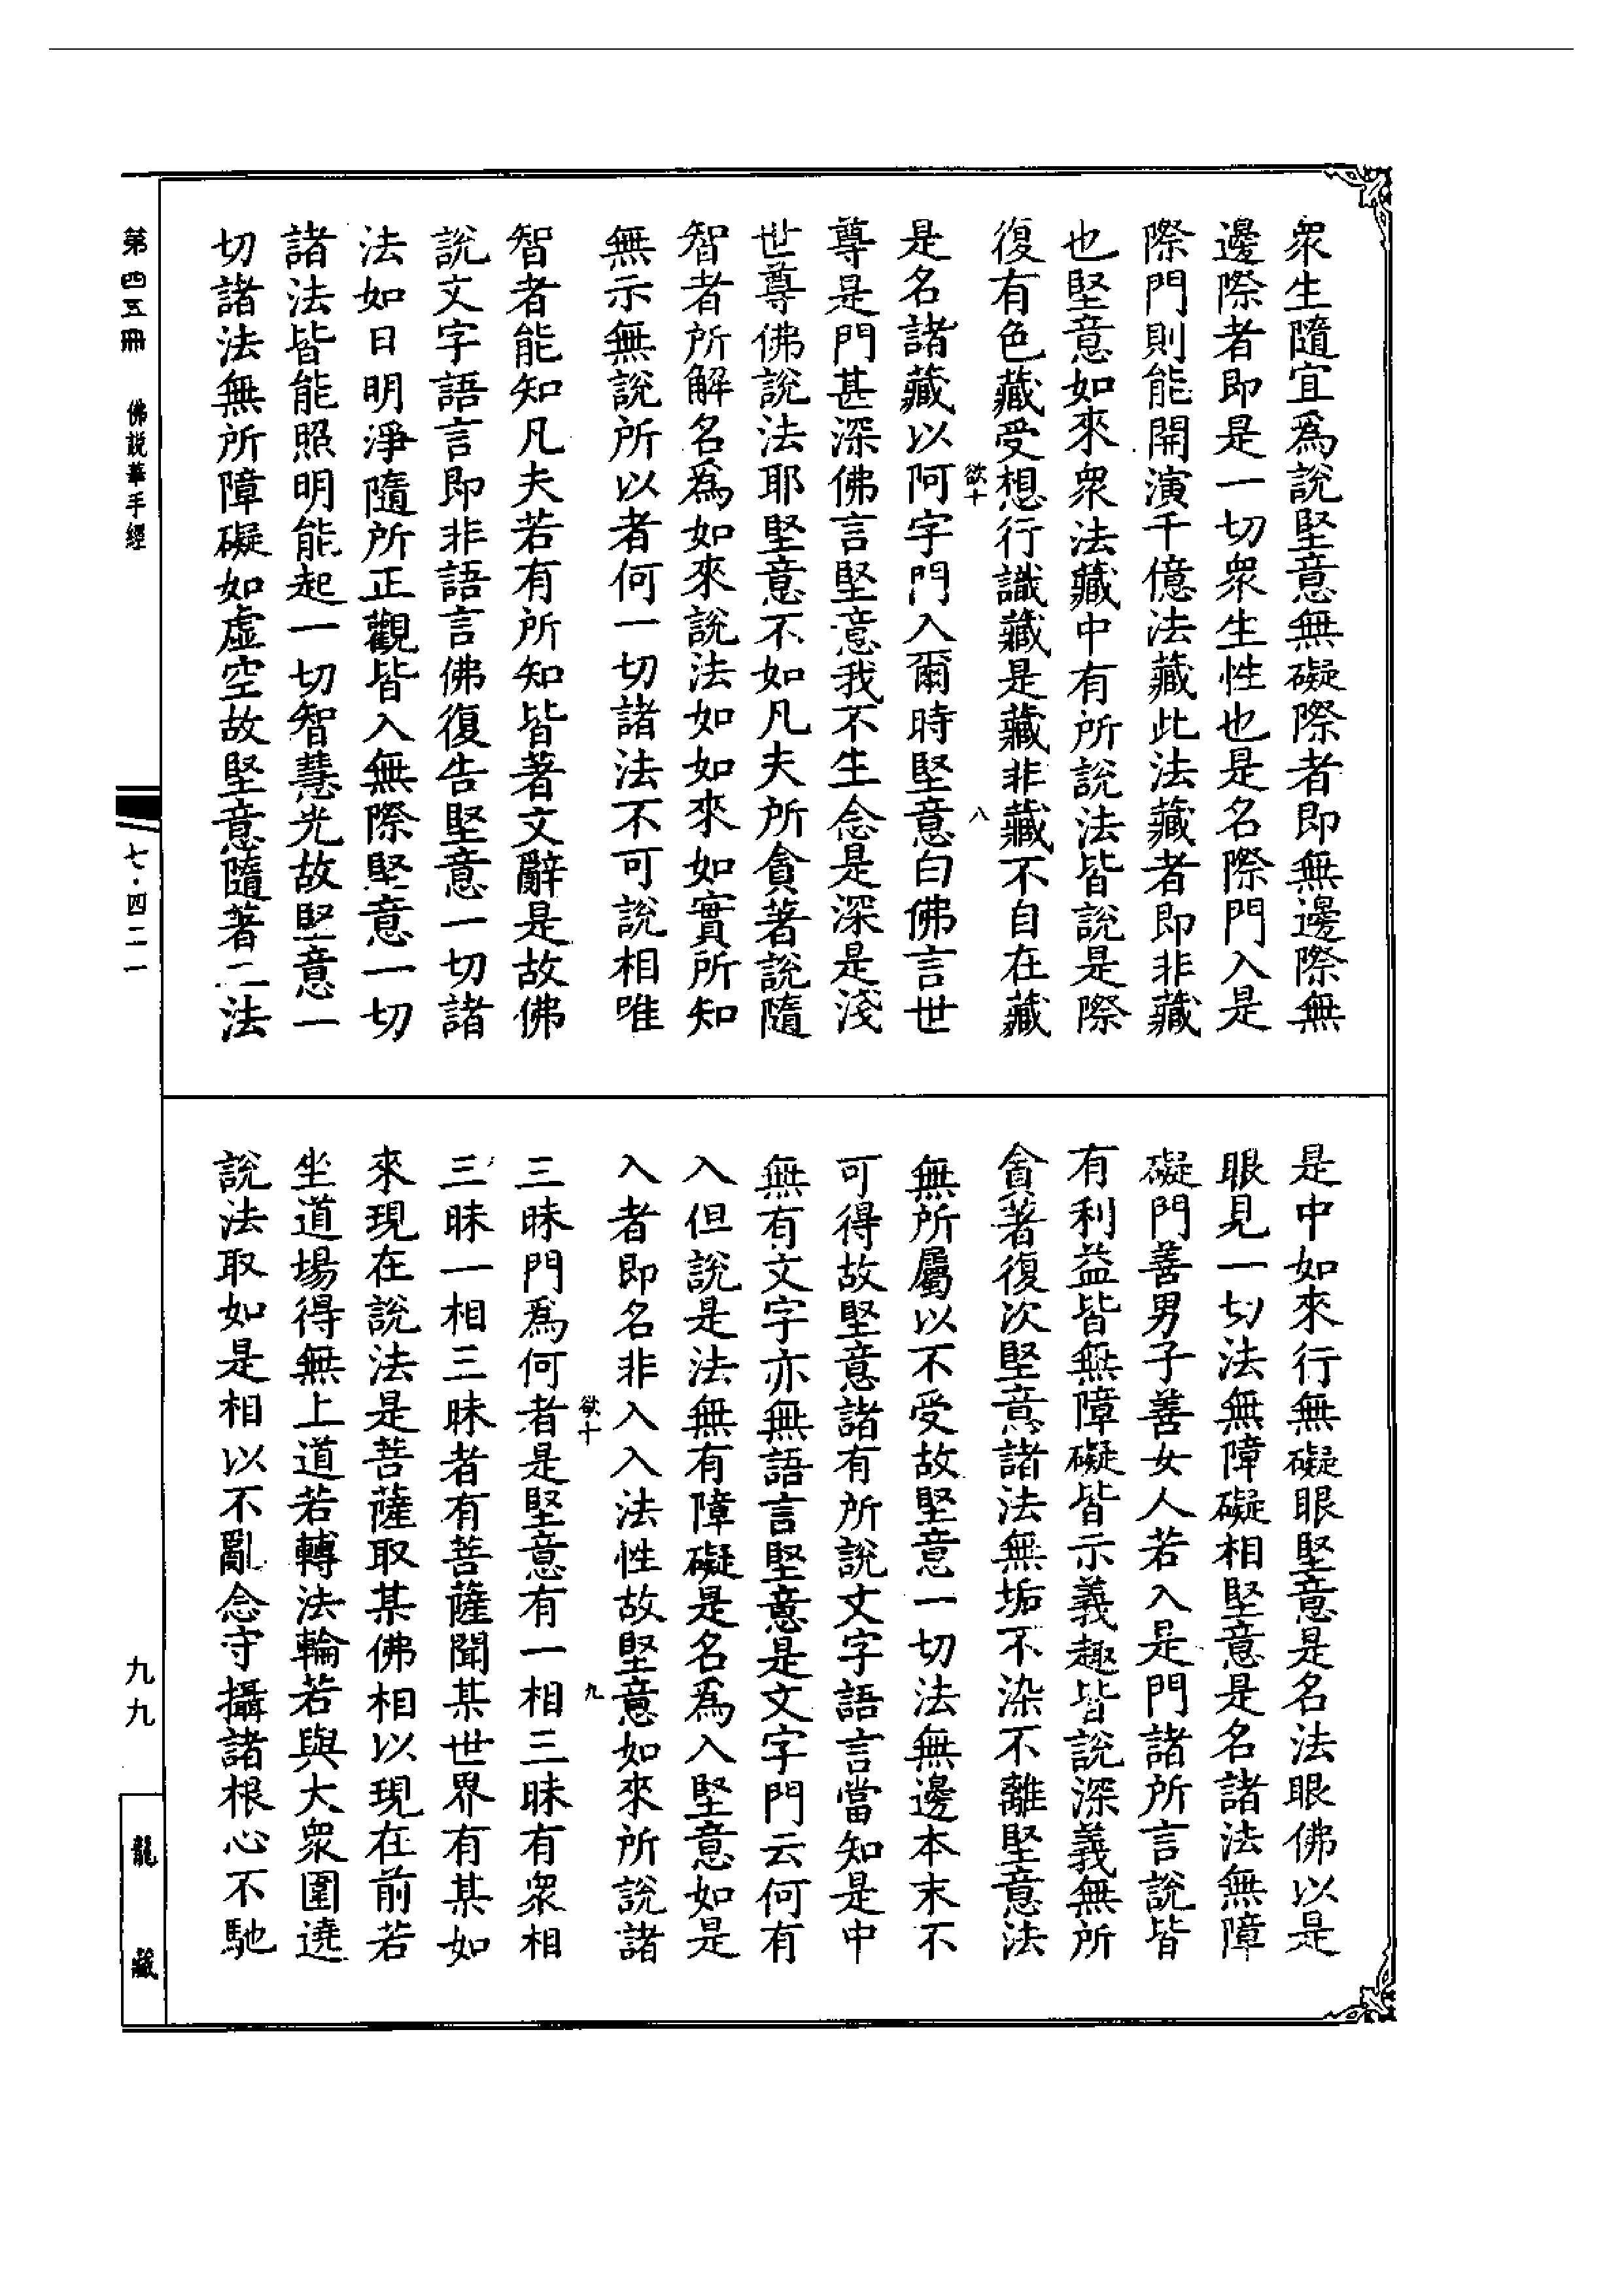 眾生隨宜為說堅意無礙際者即無邊際無
邊際者即是一切眾生性也是名際門入是
際門則能開演千億法藏此法藏者即非藏
也堅意如來眾法藏中有所說法皆說是際
復有色藏受想行識藏是藏非藏不自在藏
欲十
八
是名諸藏以阿字門入爾時堅意白佛言世
尊是門甚深佛言堅意我不生念是深是淺
世尊佛說法耶堅意不如凡夫所貪著說隨
智者所解名為如來說法如如來如實所知
無示無說所以者何一切諸法不可說相唯
智者能知凡夫若有所知皆著文辭是故佛
說文字語言即非語言佛復告堅意一切諸
法如日明淨隨所正觀皆入無際堅意一切
諸法皆能照明能起一切智慧光故堅意一
切諸法無所障礙如虛空故堅意隨著二法
是中如來行無礙眼堅意是名法眼佛以是
眼見一切法無障礙相堅意是名諸法無障
礙門善男子善女人若入是門諸所言說皆
有利益皆無障礙皆示義趣皆說深義無所
貪著復次堅意諸法無垢不染不離堅意法
無所屬以不受故堅意一切法無邊本末不
可得故堅意諸有所說文字語言當知是中
無有文字亦無語言堅意是文字門云何有
入但說是法無有障礙是名為入堅意如是
入者即名非入入法性故堅意如來所說諸
欲十
九
三昧門為何者是堅意有一相三昧有眾相
三昧一相三昧者有菩薩聞某世界有某如
來現在說法是菩薩取某佛相以現在前若
坐道場得無上道若轉法輪若與大眾圍遶
說法取如是相以不亂念守攝諸根心不馳
第四五冊 佛說華手經
七·四二一
九九
龍藏